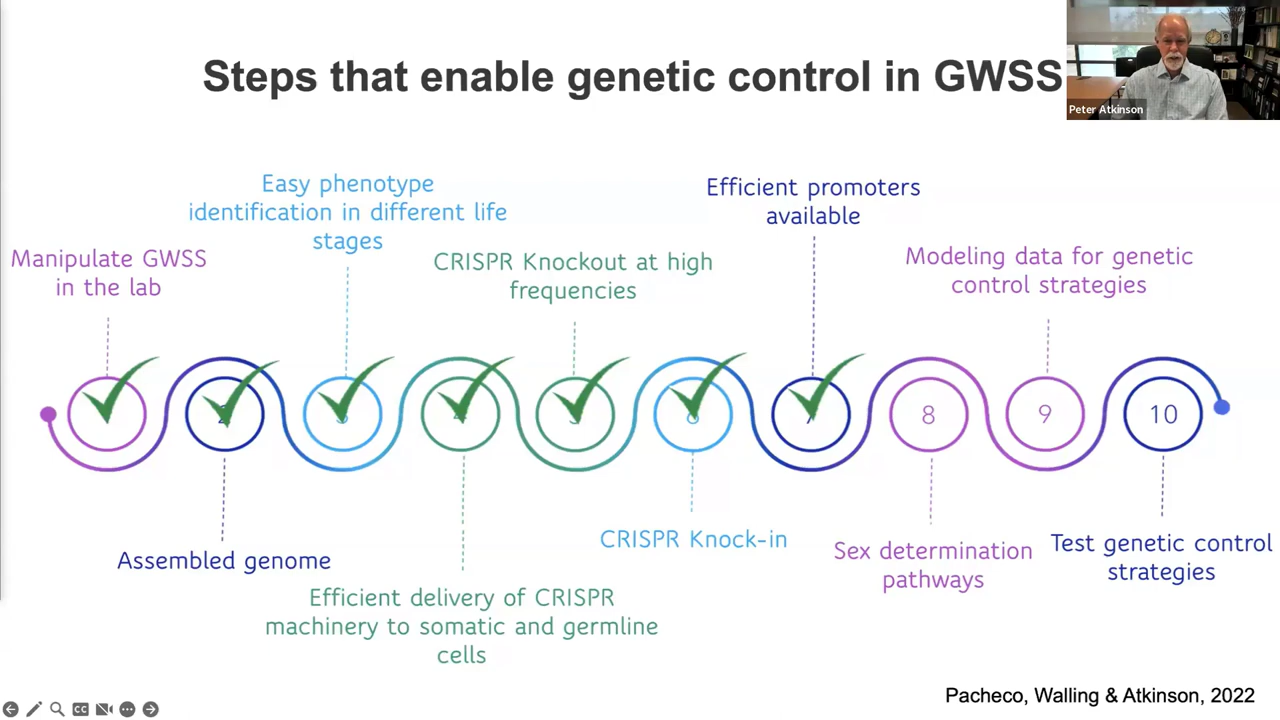 Steps that enable genetic control in GWSS
Peter Atkinson
Manipulate GWSS
in the lab
Assembled genome
Easy phenotype
identification in different life
stages
Efficient delivery of CRISPR
machinery to somatic and germline
cells
CRISPR Knockout at high
frequencies
CRISPR Knock-in
Efficient promoters
available
8
Sex determination
pathways
9
Modeling data for genetic
control strategies
10
Test genetic control
strategies
Pacheco, Walling & Atkinson, 2022
CC